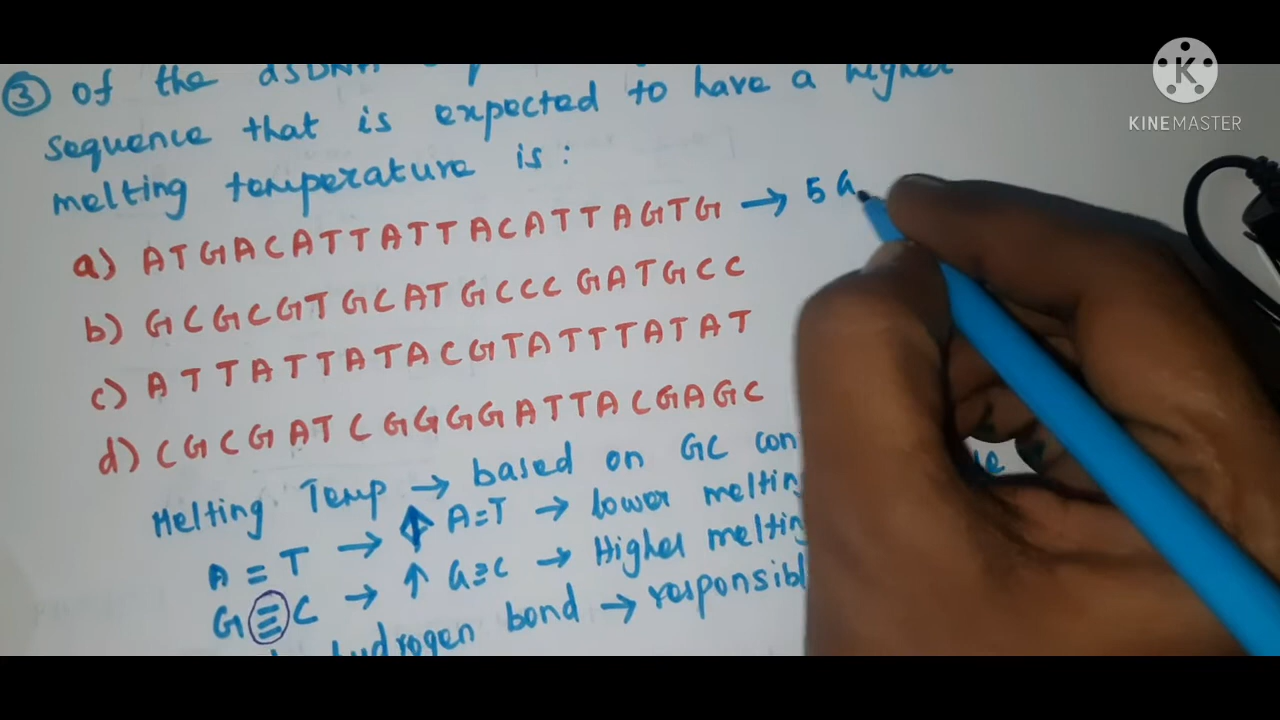 ③ of the dsDNA
sequence that is expected to have a higher
melting temperature is:
a) ATGACATTATTACATTAGTG → 5 G
b) GCGCGTGCATGCCCGATGCC
c) ATTATTATACGTATTTATAT
d) CGCGATCGGGGATTACGAGC
Melting Temp → based on GC con
A=T → ↑ A=T → lower meltin
G≡C → ↑ G≡C → Higher meltin
hydrogen bond → responsibl
KINEMASTER